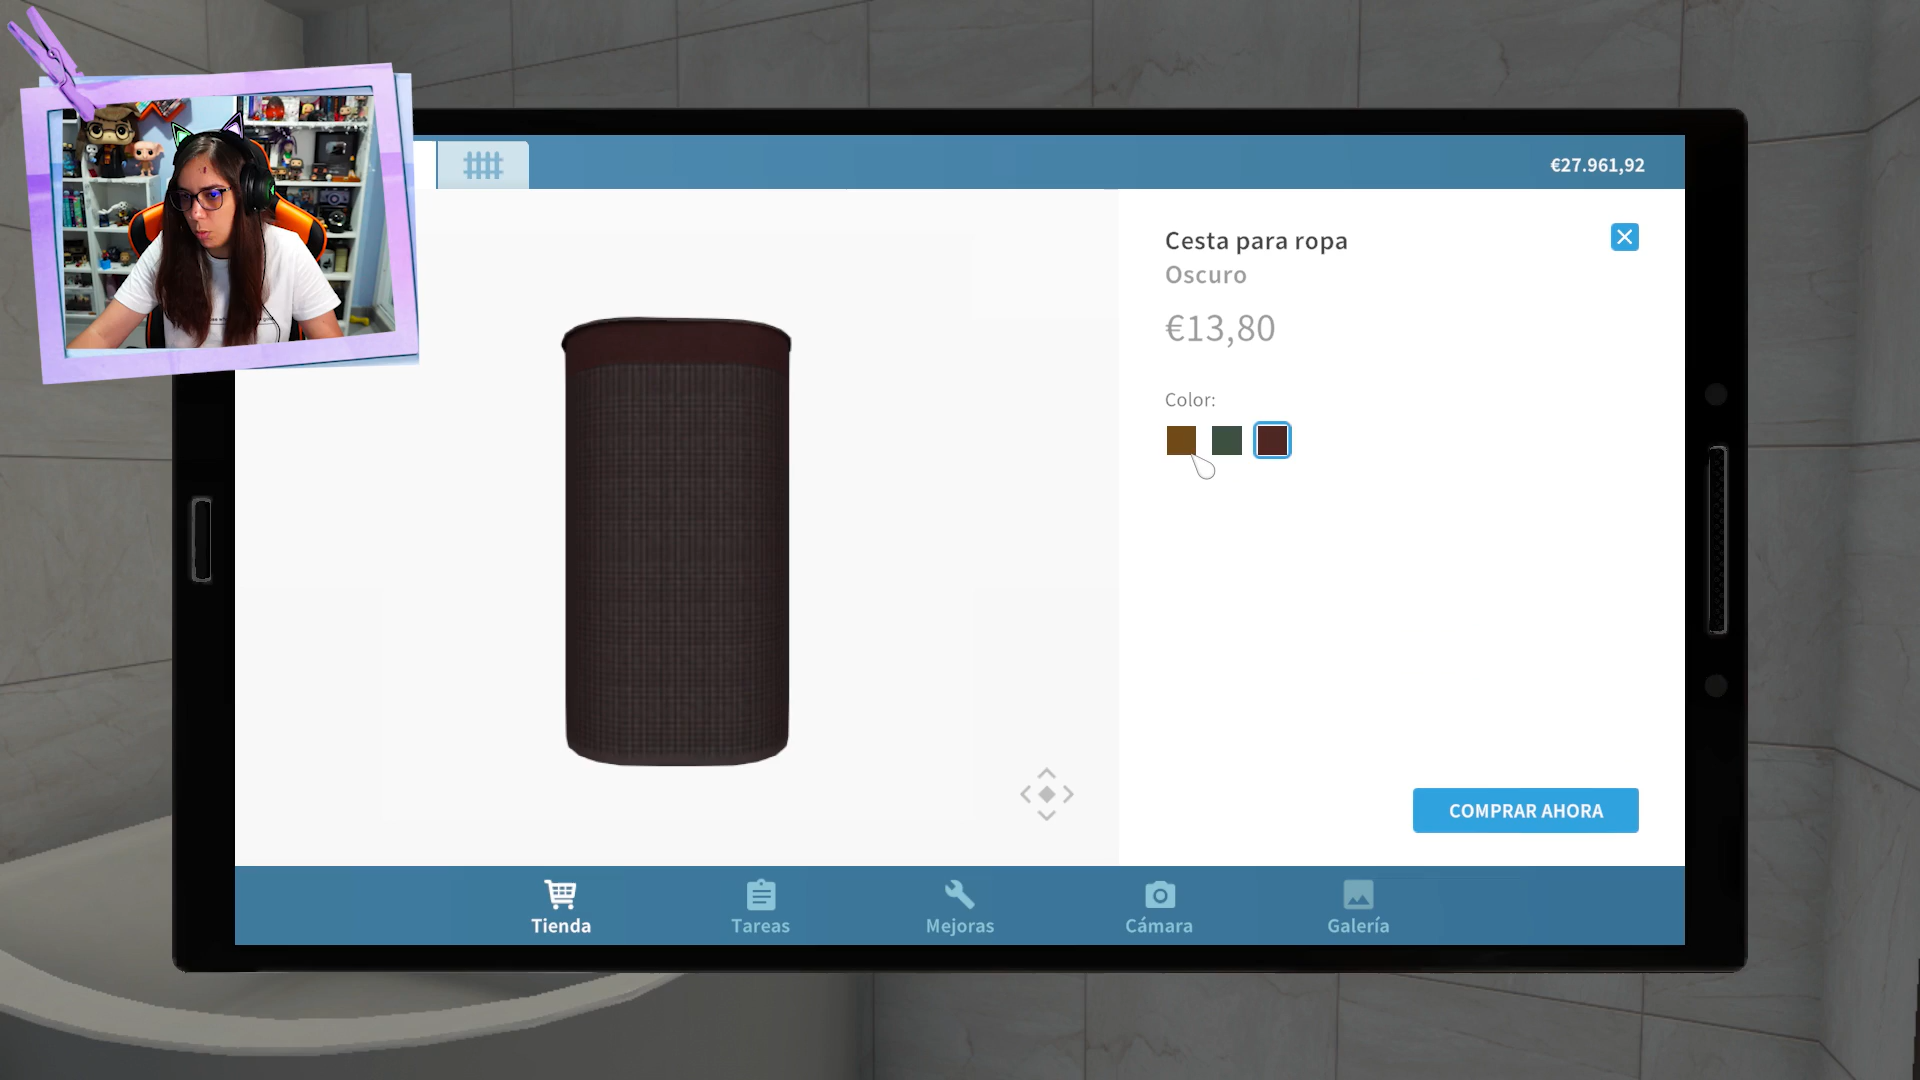 €27.961,92
Cesta para ropa
Oscuro
€13,80
Color:
COMPRAR AHORA
Tienda
Tareas
Mejoras
Cámara
Galería